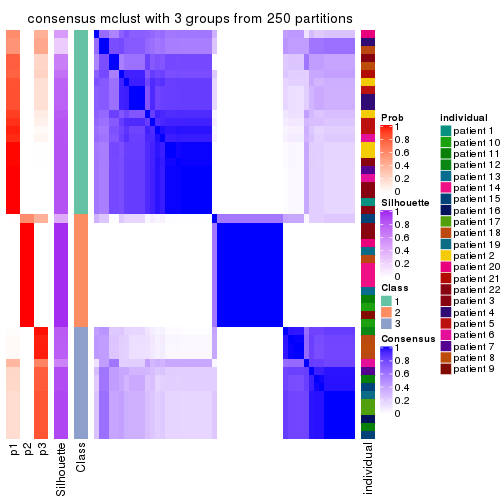 consensus mclust with 3 groups from 250 partitions
p1
p2
p3
Silhouette
Class
individual
Prob
1
0.8
0.6
0.4
0.2
0
Silhouette
1
0.8
0.6
0.4
0.2
0
Class
1
2
3
Consensus
1
0.8
0.6
0.4
0.2
0
individual
patient 1
patient 10
patient 11
patient 12
patient 13
patient 14
patient 15
patient 16
patient 17
patient 18
patient 19
patient 2
patient 20
patient 21
patient 22
patient 3
patient 4
patient 5
patient 6
patient 7
patient 8
patient 9